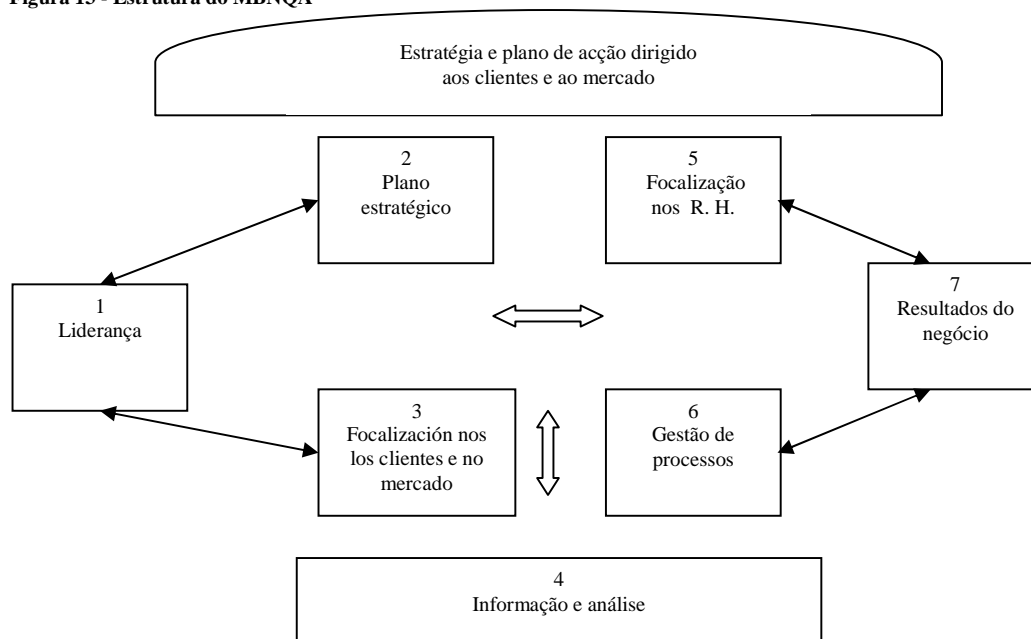 Figura 15 - Estrutura do MBNQA
Estratégia e plano de acção dirigido
aos clientes e ao mercado
2
Plano
estratégico
5
Focalização
nos R. H.
1
Liderança
7
Resultados do
negócio
3
Focalización nos
los clientes e no
mercado
6
Gestão de
processos
4
Informação e análise